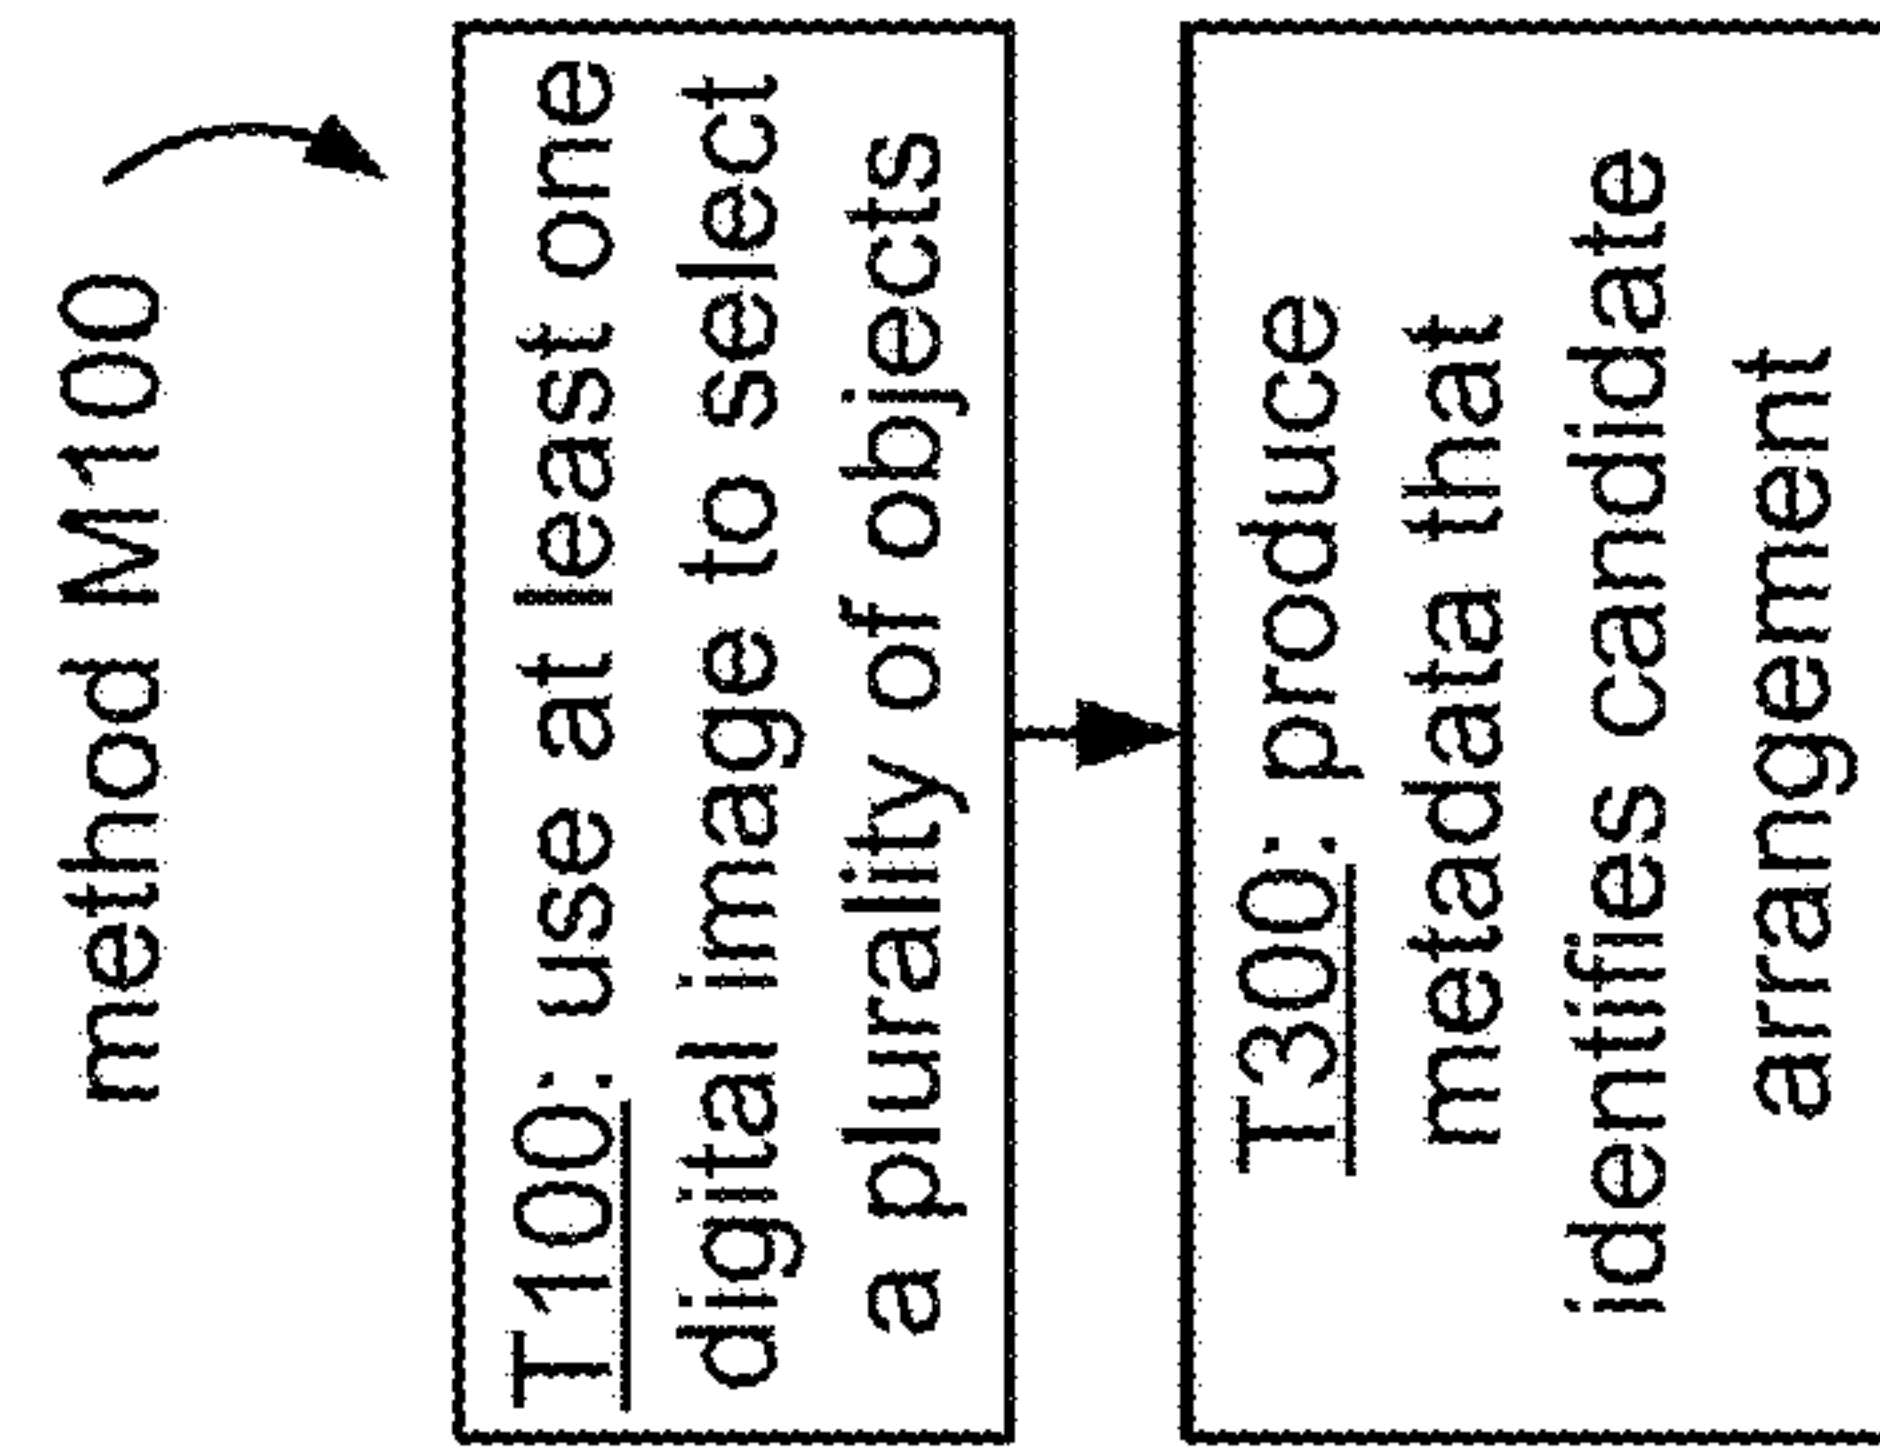 method M100
T100: use at least one
digital image to select
a plurality of objects
T300: produce
metadata that
identifies candidate
arrangement